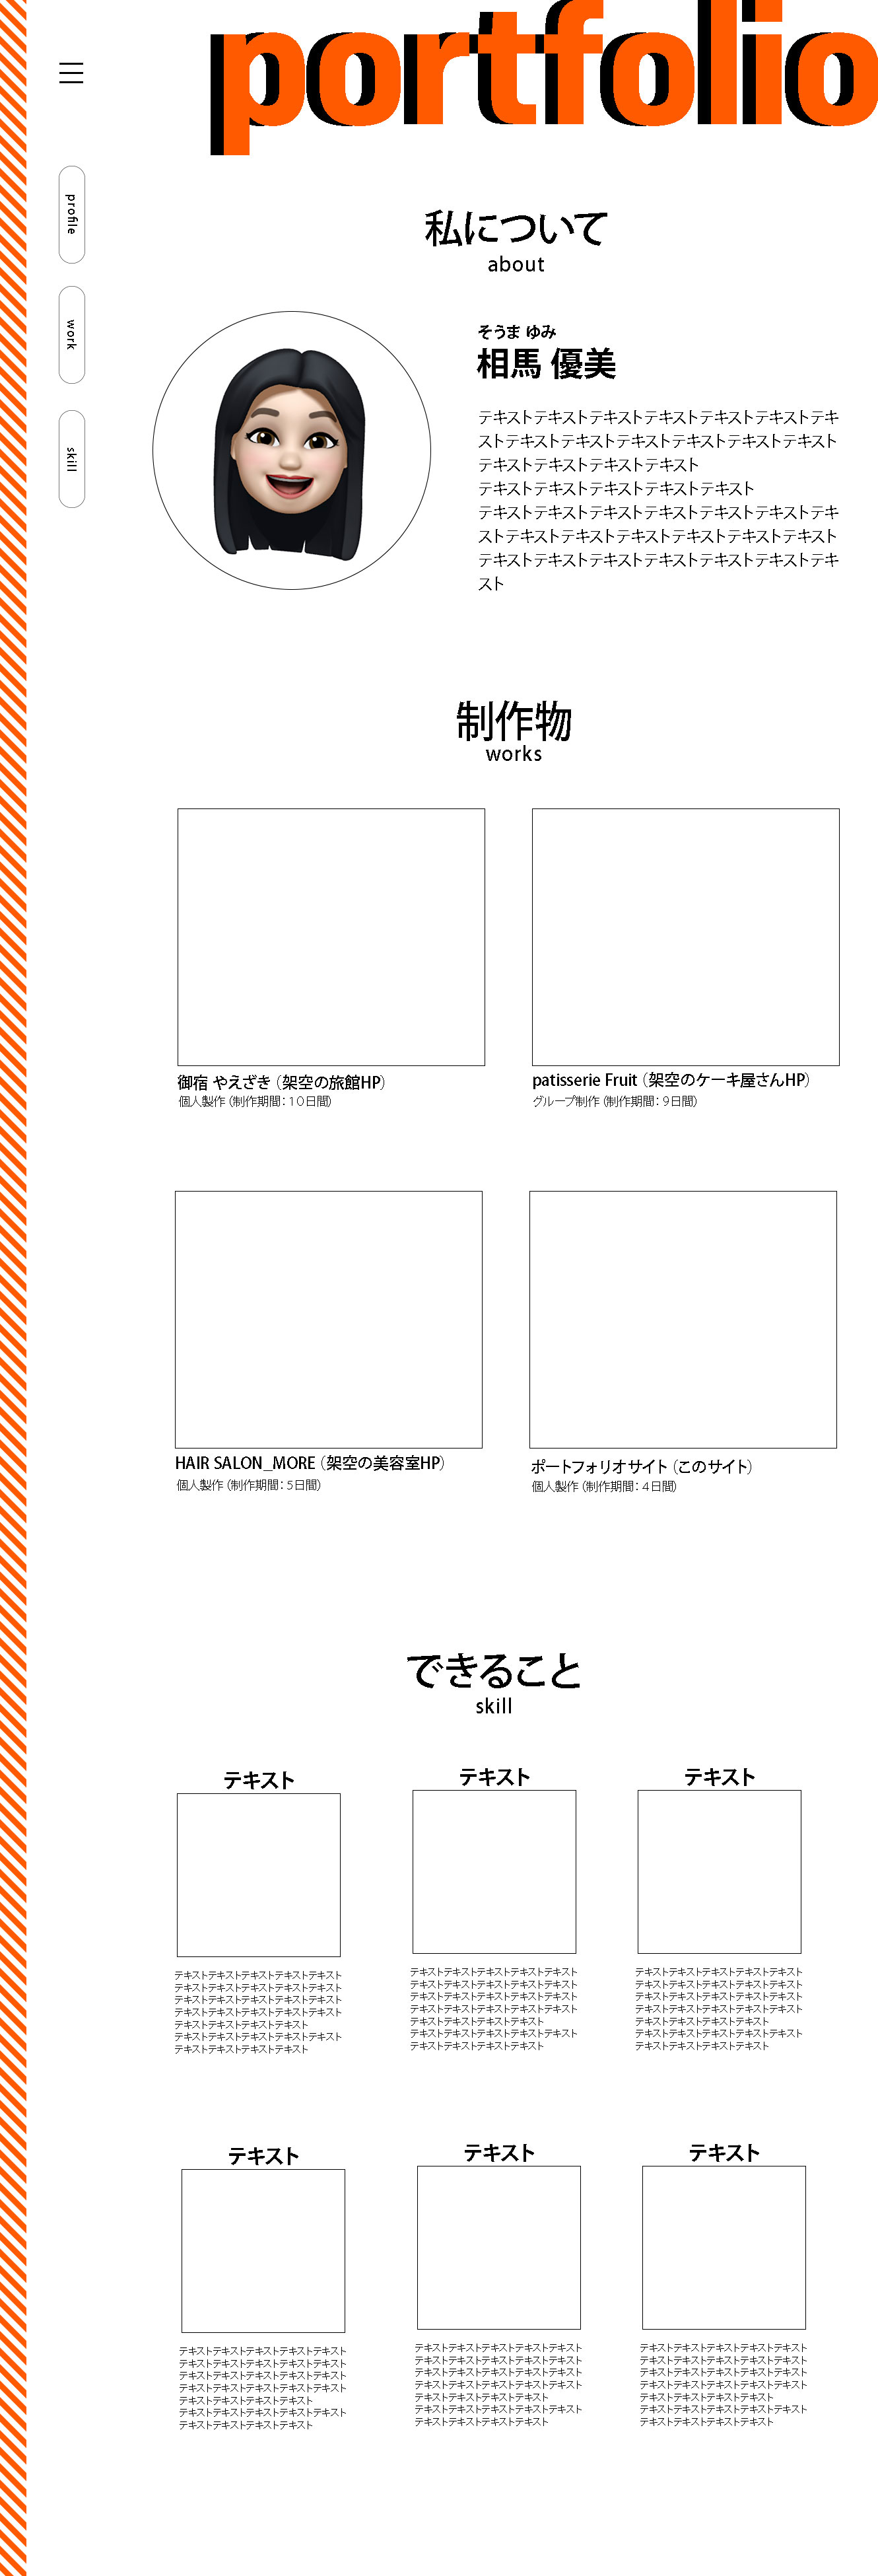 portfolio
profile
work
skill
私について
about
そうま ゆみ
相馬 優美
テキストテキストテキストテキストテキストテキストテキ
ストテキストテキストテキストテキストテキストテキスト
テキストテキストテキストテキスト
テキストテキストテキストテキストテキスト
テキストテキストテキストテキストテキストテキストテキ
ストテキストテキストテキストテキストテキストテキスト
テキストテキストテキストテキストテキストテキストテキ
スト
制作物
works
御宿 やえざき（架空の旅館HP）
個人製作（制作期間：１０日間）
patisserie Fruit（架空のケーキ屋さんHP）
グループ制作（制作期間：９日間）
HAIR SALON_MORE（架空の美容室HP）
個人製作（制作期間：5日間）
ポートフォリオサイト（このサイト）
個人製作（制作期間：４日間）
できること
skill
テキスト
テキストテキストテキストテキストテキスト
テキストテキストテキストテキストテキスト
テキストテキストテキストテキストテキスト
テキストテキストテキストテキストテキスト
テキストテキストテキストテキスト
テキストテキストテキストテキストテキスト
テキストテキストテキストテキスト
テキスト
テキストテキストテキストテキストテキスト
テキストテキストテキストテキストテキスト
テキストテキストテキストテキストテキスト
テキストテキストテキストテキストテキスト
テキストテキストテキストテキスト
テキストテキストテキストテキストテキスト
テキストテキストテキストテキスト
テキスト
テキストテキストテキストテキストテキスト
テキストテキストテキストテキストテキスト
テキストテキストテキストテキストテキスト
テキストテキストテキストテキストテキスト
テキストテキストテキストテキスト
テキストテキストテキストテキストテキスト
テキストテキストテキストテキスト
テキスト
テキストテキストテキストテキストテキスト
テキストテキストテキストテキストテキスト
テキストテキストテキストテキストテキスト
テキストテキストテキストテキストテキスト
テキストテキストテキストテキスト
テキストテキストテキストテキストテキスト
テキストテキストテキストテキスト
テキスト
テキストテキストテキストテキストテキスト
テキストテキストテキストテキストテキスト
テキストテキストテキストテキストテキスト
テキストテキストテキストテキストテキスト
テキストテキストテキストテキスト
テキストテキストテキストテキストテキスト
テキストテキストテキストテキスト
テキスト
テキストテキストテキストテキストテキスト
テキストテキストテキストテキストテキスト
テキストテキストテキストテキストテキスト
テキストテキストテキストテキストテキスト
テキストテキストテキストテキスト
テキストテキストテキストテキストテキスト
テキストテキストテキストテキスト